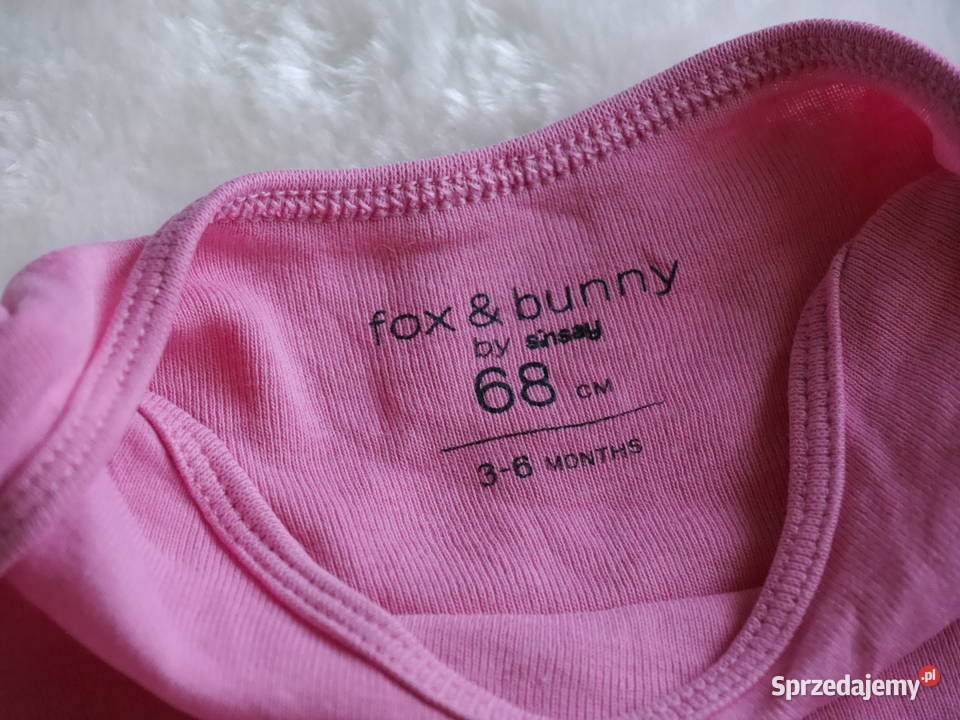 fox & bunny
by sinsay
68 CM
3-6 MONTHS
Sprzedajemy.pl